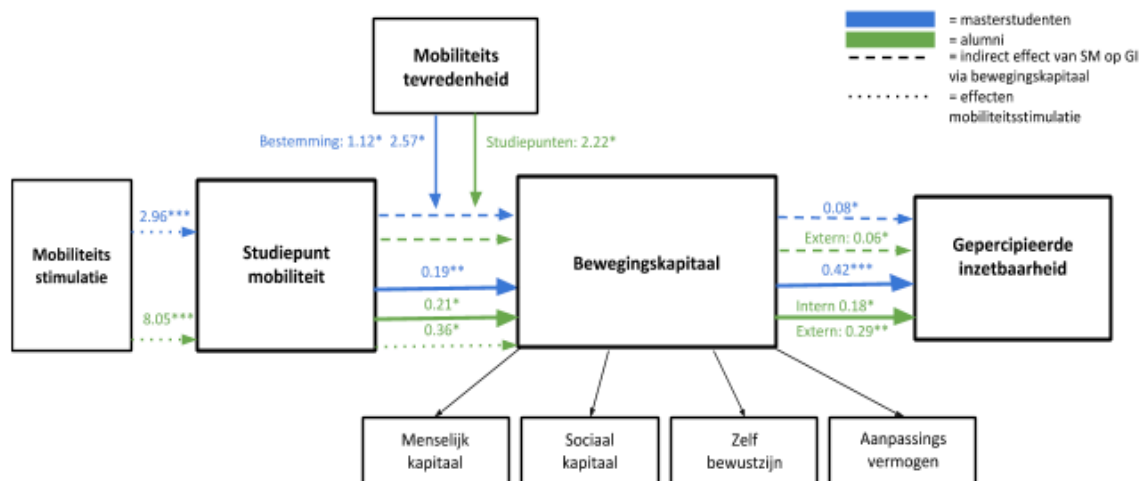 = masterstudenten
= alumni
= indirect effect van SM op GI
via bewegingskapitaal
= effecten
mobiliteitsstimulatie
Mobiliteits
tevredenheid
Bestemming: 1.12* 2.57*
Studiepunten: 2.22*
Mobiliteits
stimulatie
2.96***
8.05***
Studiepunt
mobiliteit
0.19**
0.21*
0.36*
Bewegingskapitaal
0.08*
Extern: 0.06*
0.42***
Intern 0.18*
Extern: 0.29**
Gepercipieerde
inzetbaarheid
Menselijk
kapitaal
Sociaal
kapitaal
Zelf
bewustzijn
Aanpassings
vermogen